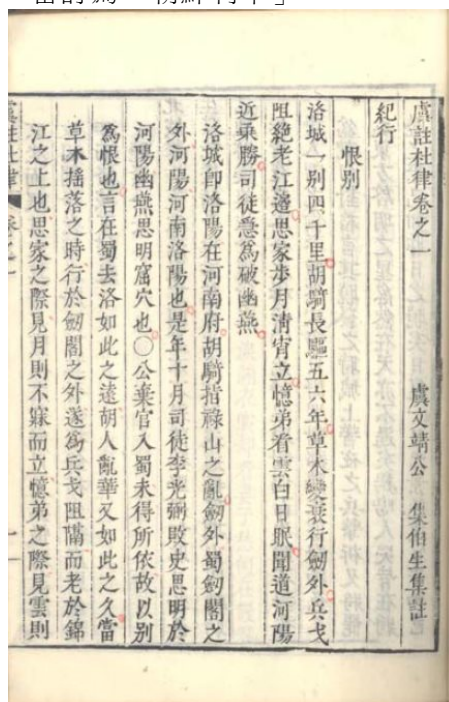 虞註杜律卷之一 虞文靖公 集伯生集註
紀行
恨別
洛城一別四千里胡騎長驅五六年草木變衰行劒外兵戈
阻絕老江邊思家步月清宵立憶弟看雲白日眠聞道河陽
近乘勝司徒急爲破幽燕
洛城卽洛陽在河南府胡騎指祿山之亂劒外蜀劒閣之
外河陽河南洛陽也是年十月司徒李光弼敗史思明於
河陽幽燕思明窟穴也○公棄官入蜀未得所依故以別
爲恨也言在蜀去洛如此之遠胡人亂華又如此之久當
草木搖落之時行於劒閣之外遂爲兵戈阻隔而老於錦
江之上也思家之際見月則不寐而立憶弟之際見雲則